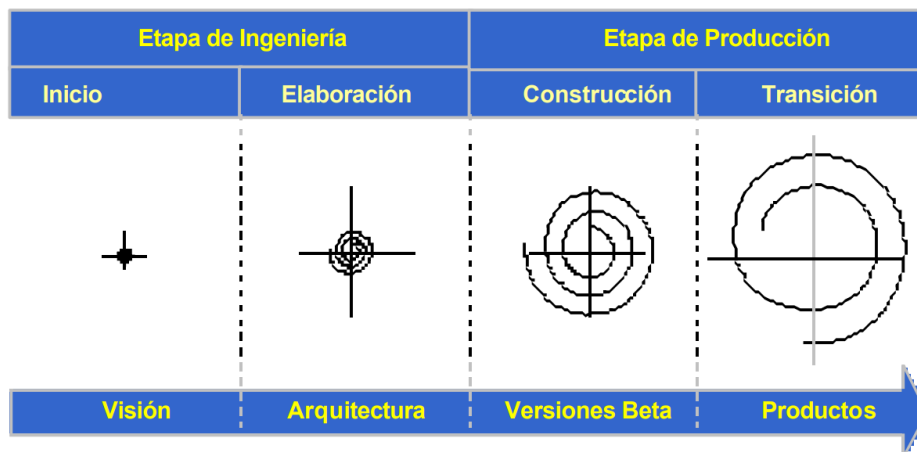 Etapa de Ingeniería
Etapa de Producción
Inicio
Elaboración
Construcción
Transición
Visión
Arquitectura
Versiones Beta
Productos